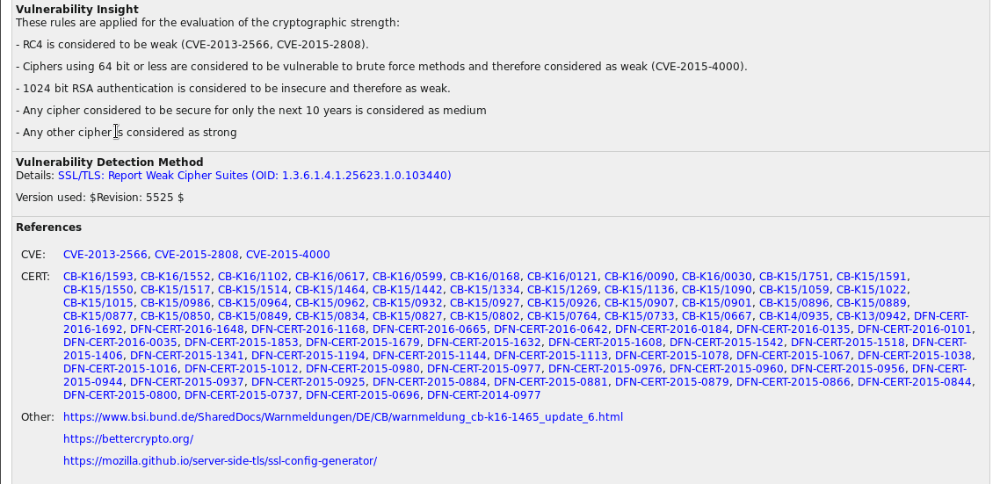 Vulnerability Insight
These rules are applied for the evaluation of the cryptographic strength:
- RC4 is considered to be weak (CVE-2013-2566, CVE-2015-2808).
- Ciphers using 64 bit or less are considered to be vulnerable to brute force methods and therefore considered as weak (CVE-2015-4000).
- 1024 bit RSA authentication is considered to be insecure and therefore as weak.
- Any cipher considered to be secure for only the next 10 years is considered as medium
- Any other cipher is considered as strong
Vulnerability Detection Method
Details: SSL/TLS: Report Weak Cipher Suites (OID: 1.3.6.1.4.1.25623.1.0.103440)
Version used: $Revision: 5525 $
References
CVE: CVE-2013-2566, CVE-2015-2808, CVE-2015-4000
CERT: CB-K16/1593, CB-K16/1552, CB-K16/1102, CB-K16/0617, CB-K16/0599, CB-K16/0168, CB-K16/0121, CB-K16/0090, CB-K16/0030, CB-K15/1751, CB-K15/1591,
CB-K15/1550, CB-K15/1517, CB-K15/1514, CB-K15/1464, CB-K15/1442, CB-K15/1334, CB-K15/1269, CB-K15/1136, CB-K15/1090, CB-K15/1059, CB-K15/1022,
CB-K15/1015, CB-K15/0986, CB-K15/0964, CB-K15/0962, CB-K15/0932, CB-K15/0927, CB-K15/0926, CB-K15/0907, CB-K15/0901, CB-K15/0896, CB-K15/0889,
CB-K15/0877, CB-K15/0850, CB-K15/0849, CB-K15/0834, CB-K15/0827, CB-K15/0802, CB-K15/0764, CB-K15/0733, CB-K15/0667, CB-K14/0935, CB-K13/0942, DFN-CERT-
2016-1692, DFN-CERT-2016-1648, DFN-CERT-2016-1168, DFN-CERT-2016-0665, DFN-CERT-2016-0642, DFN-CERT-2016-0184, DFN-CERT-2016-0135, DFN-CERT-2016-0101,
DFN-CERT-2016-0035, DFN-CERT-2015-1853, DFN-CERT-2015-1679, DFN-CERT-2015-1632, DFN-CERT-2015-1608, DFN-CERT-2015-1542, DFN-CERT-2015-1518, DFN-CERT-
2015-1406, DFN-CERT-2015-1341, DFN-CERT-2015-1194, DFN-CERT-2015-1144, DFN-CERT-2015-1113, DFN-CERT-2015-1078, DFN-CERT-2015-1067, DFN-CERT-2015-1038,
DFN-CERT-2015-1016, DFN-CERT-2015-1012, DFN-CERT-2015-0980, DFN-CERT-2015-0977, DFN-CERT-2015-0976, DFN-CERT-2015-0960, DFN-CERT-2015-0956, DFN-CERT-
2015-0944, DFN-CERT-2015-0937, DFN-CERT-2015-0925, DFN-CERT-2015-0884, DFN-CERT-2015-0881, DFN-CERT-2015-0879, DFN-CERT-2015-0866, DFN-CERT-2015-0844,
DFN-CERT-2015-0800, DFN-CERT-2015-0737, DFN-CERT-2015-0696, DFN-CERT-2014-0977
Other: https://www.bsi.bund.de/SharedDocs/Warnmeldungen/DE/CB/warnmeldung_cb-k16-1465_update_6.html
https://bettercrypto.org/
https://mozilla.github.io/server-side-tls/ssl-config-generator/